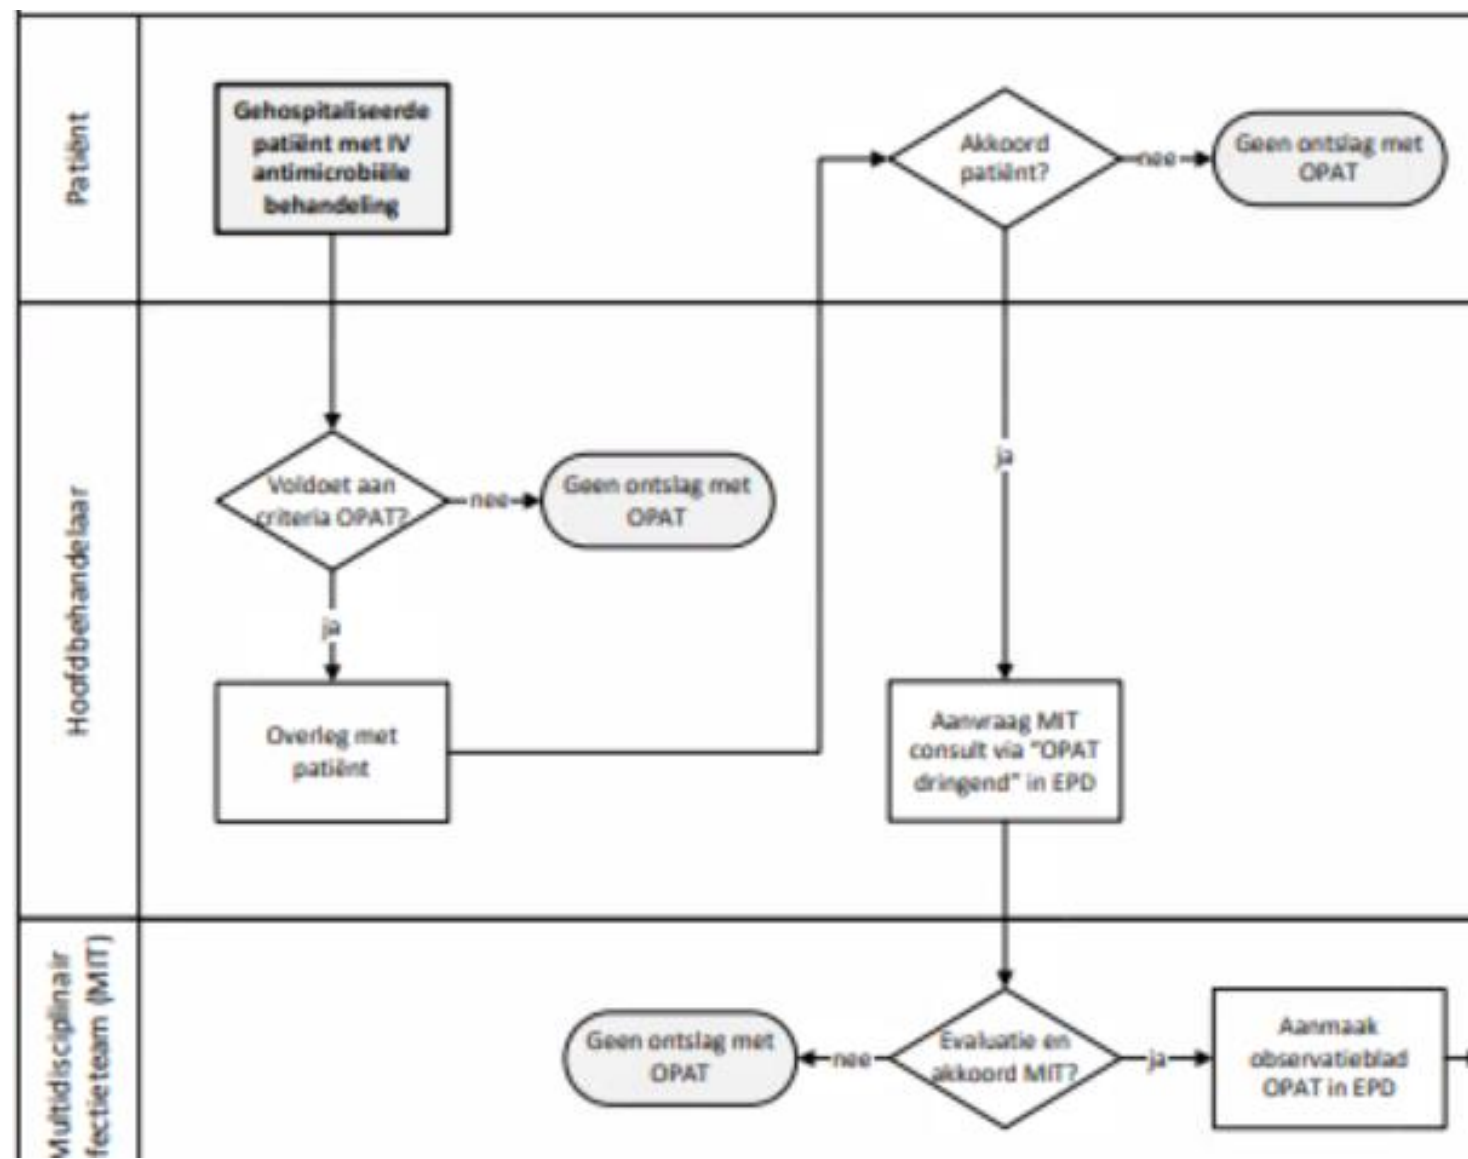 Patiënt
Gehospitaliseerde
patiënt met IV
antimicrobiële
behandeling
Akkoord
patiënt?
nee
Geen ontslag met
OPAT
Hoofdbehandelaar
Voldoet aan
criteria OPAT?
nee
Geen ontslag met
OPAT
ja
ja
Overleg met
patiënt
Aanvraag MIT
consult via "OPAT
dringend" in EPD
Multidisciplinair
fectieteam (MIT)
Geen ontslag met
OPAT
nee
Evaluatie en
akkoord MIT?
ja
Aanmaak
observatieblad
OPAT in EPD